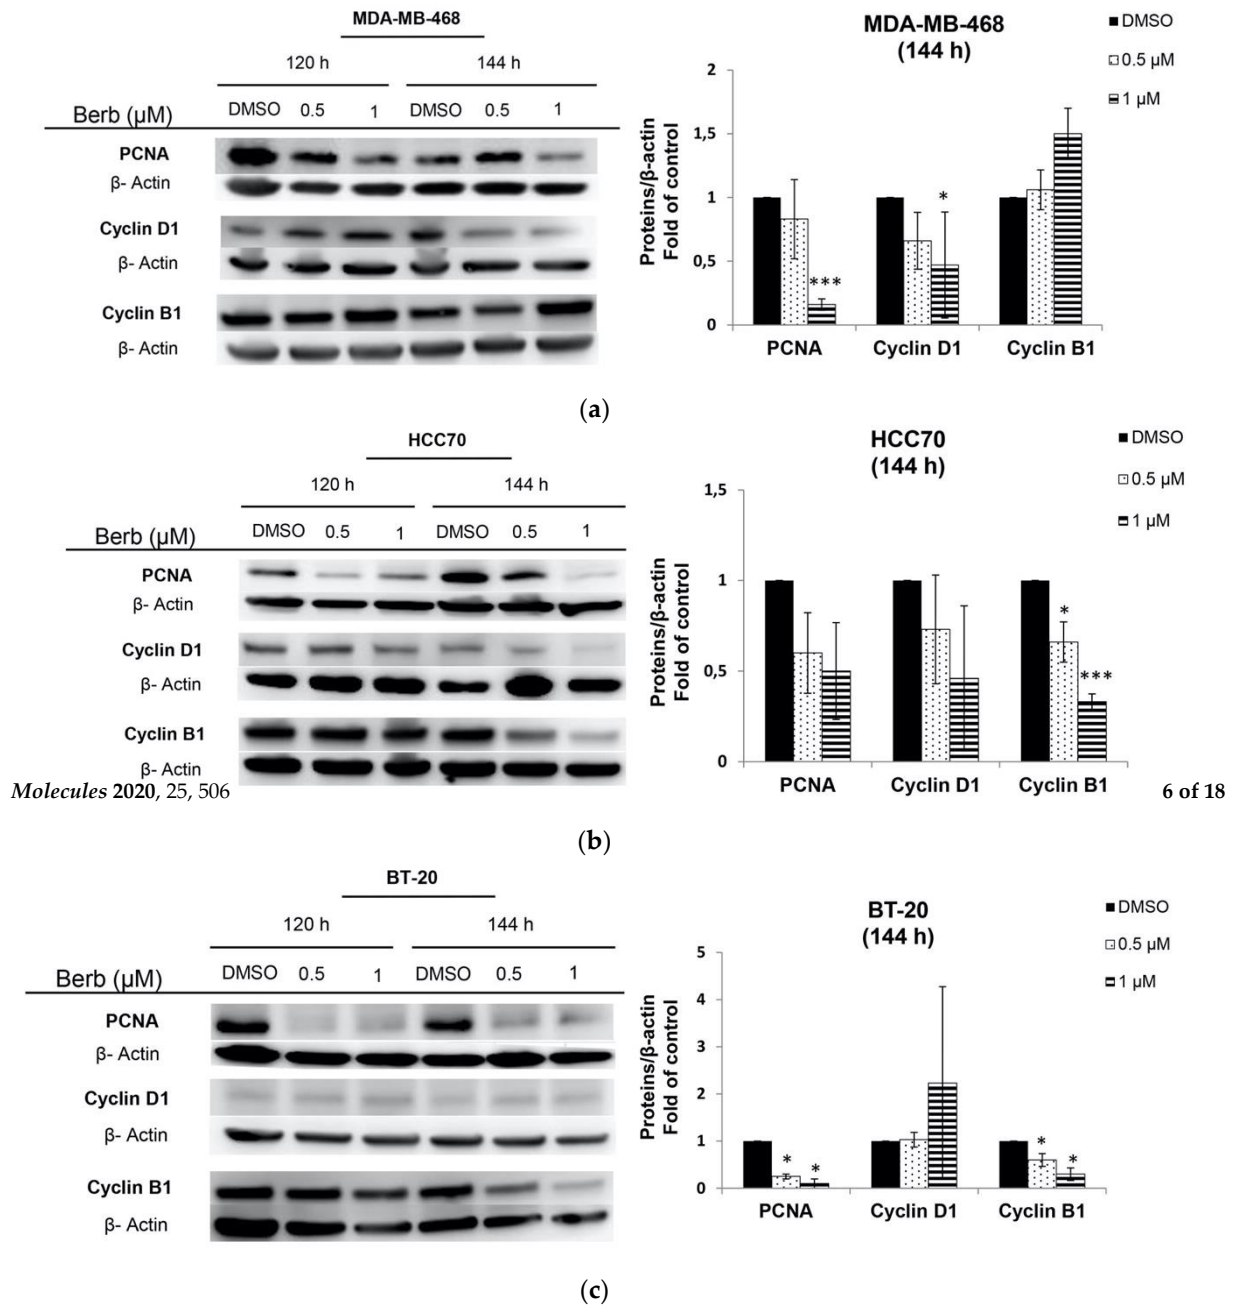 MDA-MB-468
120 h 144 h
Berb (µM) DMSO 0.5 1 DMSO 0.5 1
PCNA
β- Actin
Cyclin D1
β- Actin
Cyclin B1
β- Actin
MDA-MB-468
(144 h)
DMSO
0.5 µM
1 µM
Proteins/β-actin
Fold of control
2
1,5
1
0,5
0
***
*
PCNA Cyclin D1 Cyclin B1
(a)
HCC70
120 h 144 h
Berb (µM) DMSO 0.5 1 DMSO 0.5 1
PCNA
β- Actin
Cyclin D1
β- Actin
Cyclin B1
β- Actin
HCC70
(144 h)
DMSO
0.5 µM
1 µM
Proteins/β-actin
Fold of control
1,5
1
0,5
0
*
***
PCNA Cyclin D1 Cyclin B1
Molecules 2020, 25, 506 6 of 18
(b)
BT-20
120 h 144 h
Berb (µM) DMSO 0.5 1 DMSO 0.5 1
PCNA
β- Actin
Cyclin D1
β- Actin
Cyclin B1
β- Actin
BT-20
(144 h)
DMSO
0.5 µM
1 µM
Proteins/β-actin
Fold of control
5
4
3
2
1
0
* *
* *
PCNA Cyclin D1 Cyclin B1
(c)